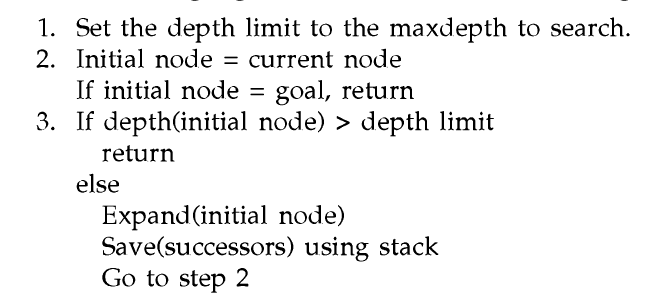 1. Set the depth limit to the maxdepth to search.
2. Initial node = current node
If initial node = goal, return
3. If depth(initial node) > depth limit
return
else
Expand(initial node)
Save(successors) using stack
Go to step 2